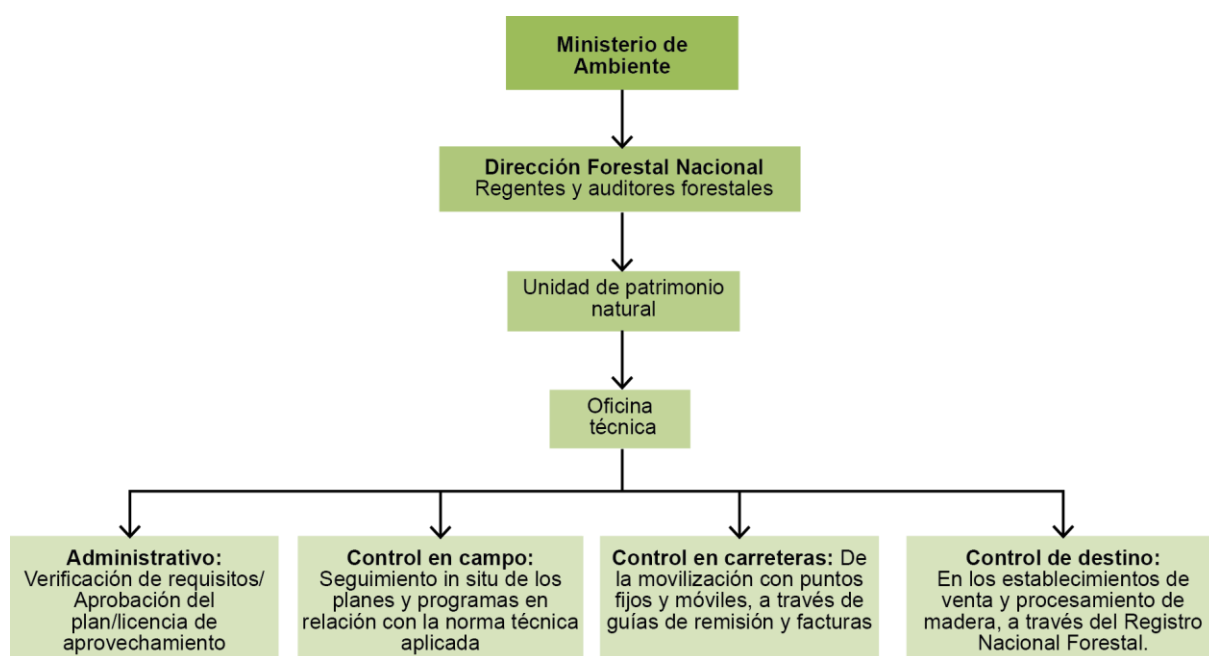 Ministerio de
Ambiente
Dirección Forestal Nacional
Regentes y auditores forestales
Unidad de patrimonio
natural
Oficina
técnica
Administrativo:
Verificación de requisitos/
Aprobación del
plan/licencia de
aprovechamiento
Control en campo:
Seguimiento in situ de los
planes y programas en
relación con la norma técnica
aplicada
Control en carreteras: De
la movilización con puntos
fijos y móviles, a través de
guías de remisión y facturas
Control de destino:
En los establecimientos de
venta y procesamiento de
madera, a través del Registro
Nacional Forestal.